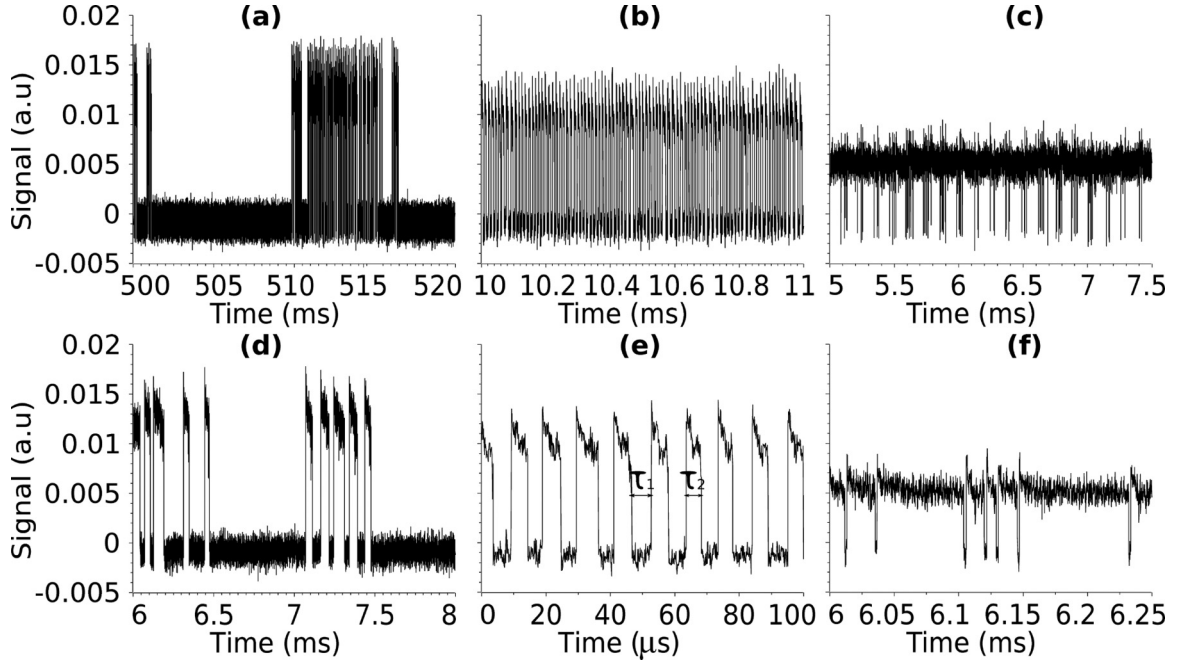 (a) (b) (c)
0.02
0.015
0.01
0.005
0
-0.005
Signal (a.u)
500 505 510 515 520
10 10.2 10.4 10.6 10.8 11
5 5.5 6 6.5 7 7.5
Time (ms) Time (ms) Time (ms)
(d) (e) (f)
0.02
0.015
0.01
0.005
0
-0.005
Signal (a.u)
τ1 τ2
6 6.5 7 7.5 8
0 20 40 60 80 100
6 6.05 6.1 6.15 6.2 6.25
Time (ms) Time (μs) Time (ms)